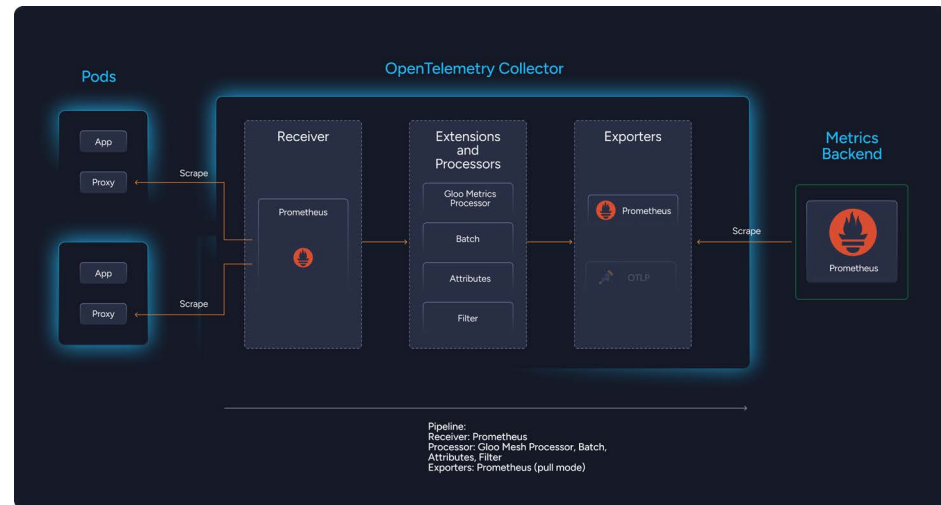 Pods
OpenTelemetry Collector
App
Proxy
Scrape
App
Proxy
Scrape
Receiver
Prometheus
Extensions
and
Processors
Gloo Metrics
Processor
Batch
Attributes
Filter
Exporters
Prometheus
OTLP
Scrape
Metrics
Backend
Prometheus
Pipeline:
Receiver: Prometheus
Processor: Gloo Mesh Processor, Batch,
Attributes, Filter
Exporters: Prometheus (pull mode)